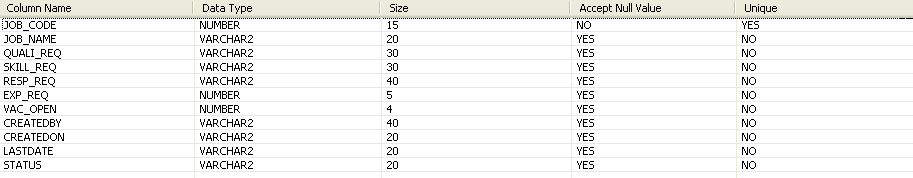 Column Name Data Type Size Accept Null Value Unique
JOB_CODE NUMBER 15 NO YES
JOB_NAME VARCHAR2 20 YES NO
QUALI_REQ VARCHAR2 30 YES NO
SKILL_REQ VARCHAR2 30 YES NO
RESP_REQ VARCHAR2 40 YES NO
EXP_REQ NUMBER 5 YES NO
VAC_OPEN NUMBER 4 YES NO
CREATEDBY VARCHAR2 40 YES NO
CREATEDON VARCHAR2 20 YES NO
LASTDATE VARCHAR2 20 YES NO
STATUS VARCHAR2 20 YES NO